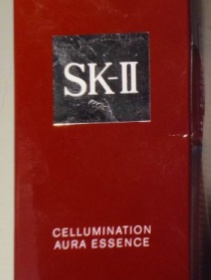 SK-II
CELLUMINATION
AURA ESSENCE